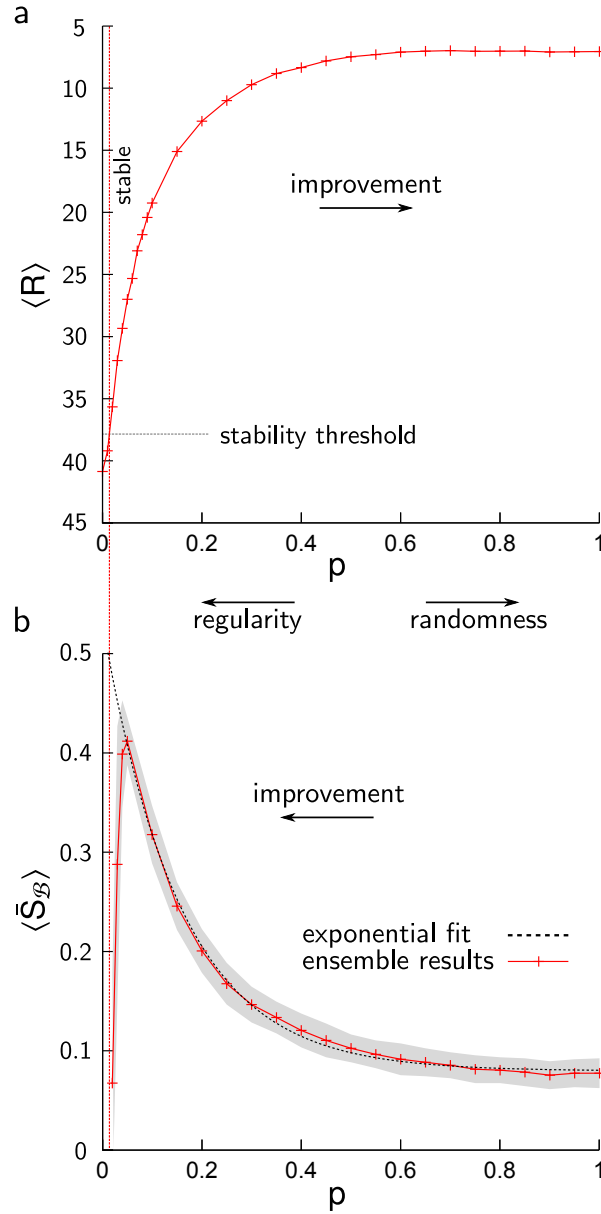 a
5
10
15
20
25
30
35
40
45
⟨R⟩
stable
improvement
stability threshold
0 0.2 0.4 0.6 0.8 1
p
regularity randomness
b
0.5
0.4
0.3
0.2
0.1
0
⟨S̄_ℬ⟩
improvement
exponential fit
ensemble results
0 0.2 0.4 0.6 0.8 1
p